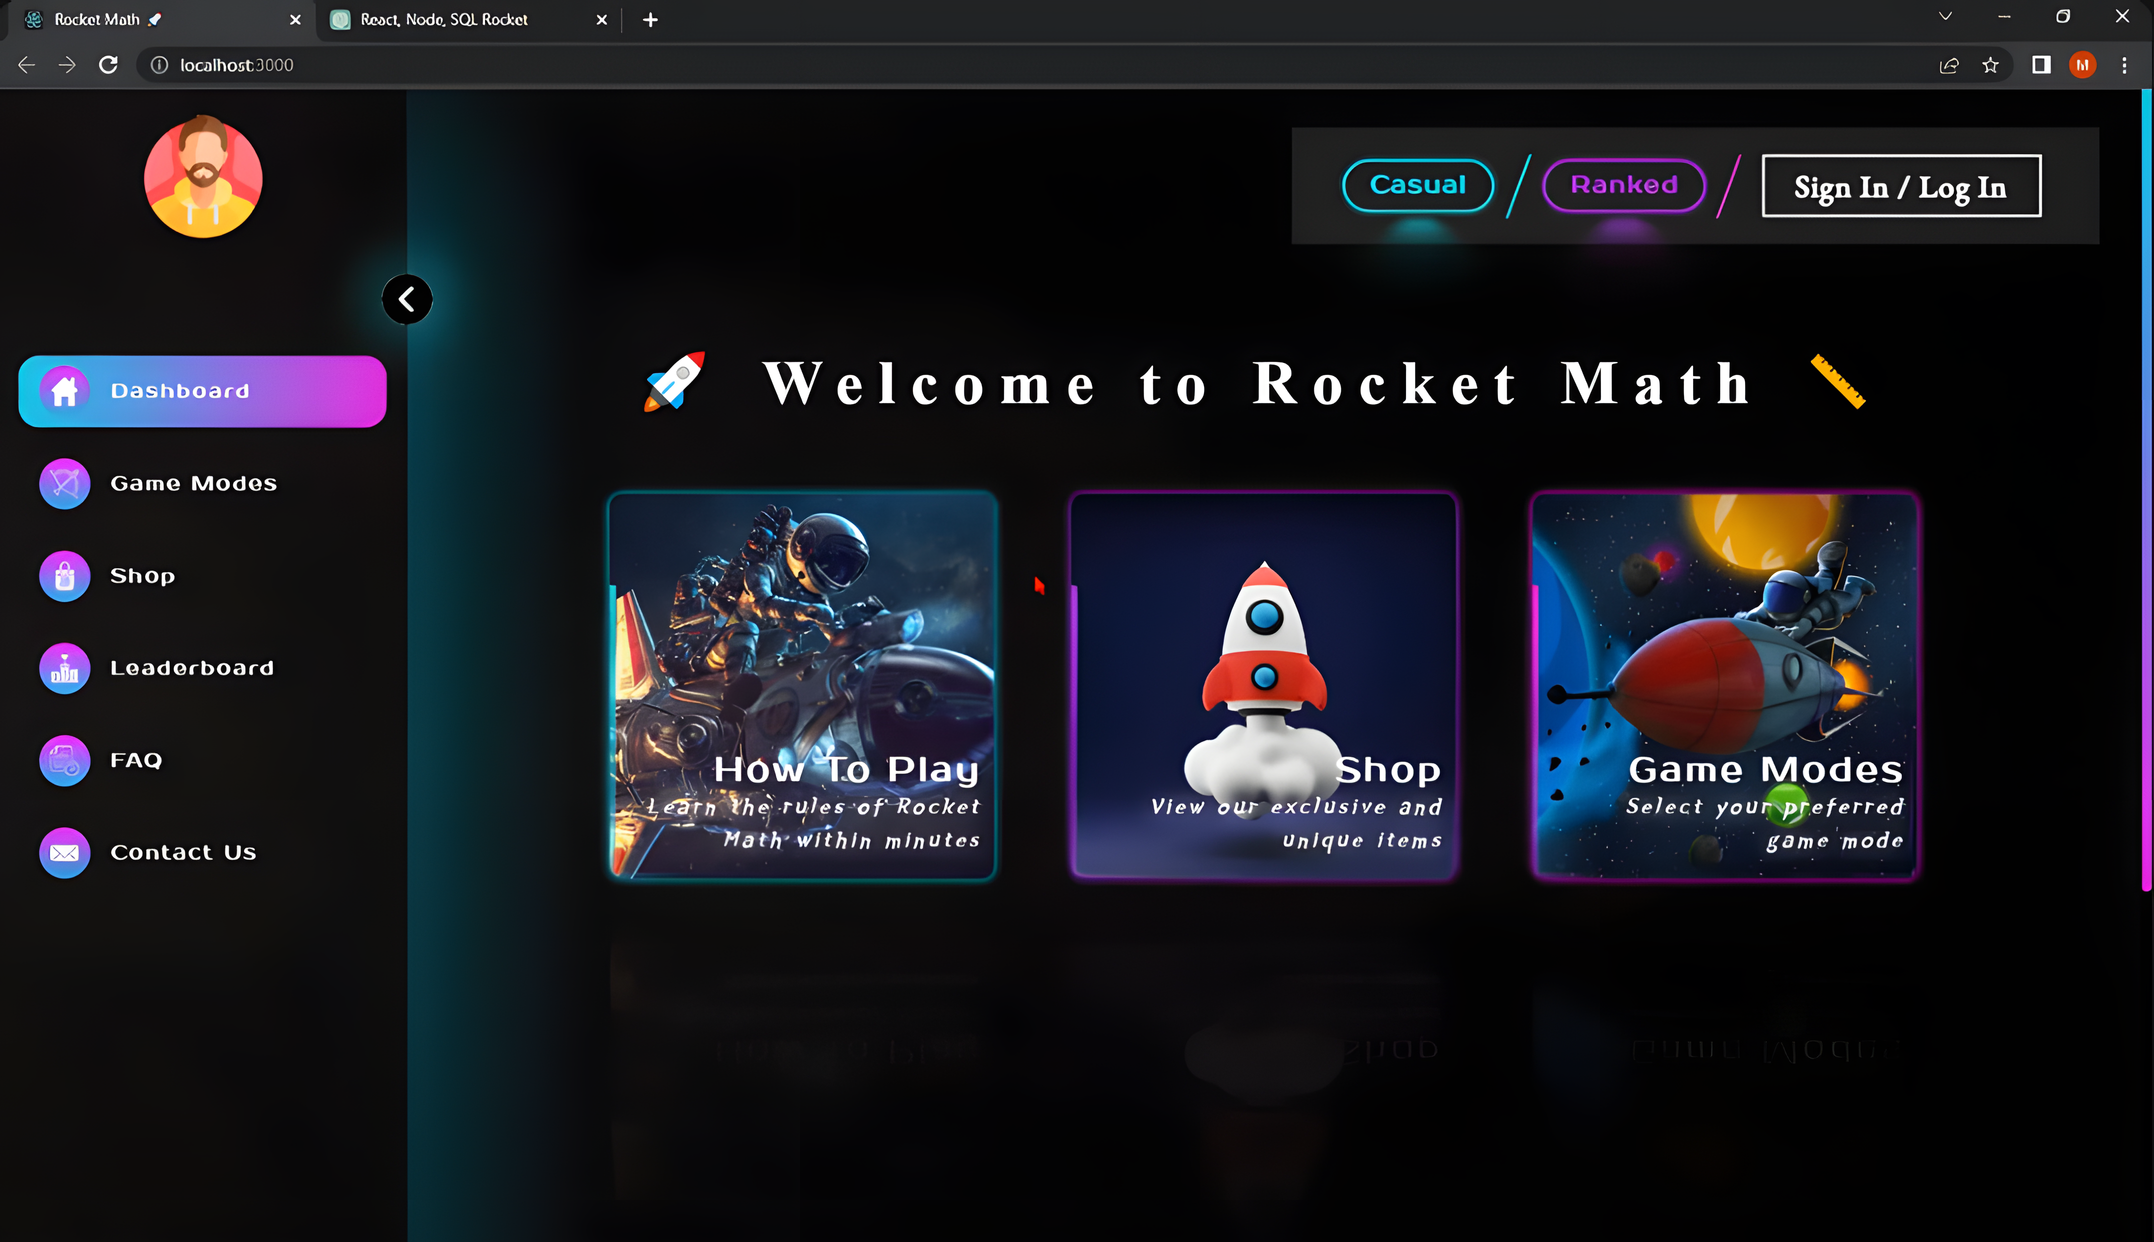 Rocket Math 🚀
React, Node, SQL Rocket
localhost:3000
M
Casual
Ranked
Sign In / Log In
🚀 Welcome to Rocket Math 📏
Dashboard
Game Modes
Shop
Leaderboard
FAQ
Contact Us
How To Play
Learn the rules of Rocket
Math within minutes
Shop
View our exclusive and
unique items
Game Modes
Select your preferred
game mode